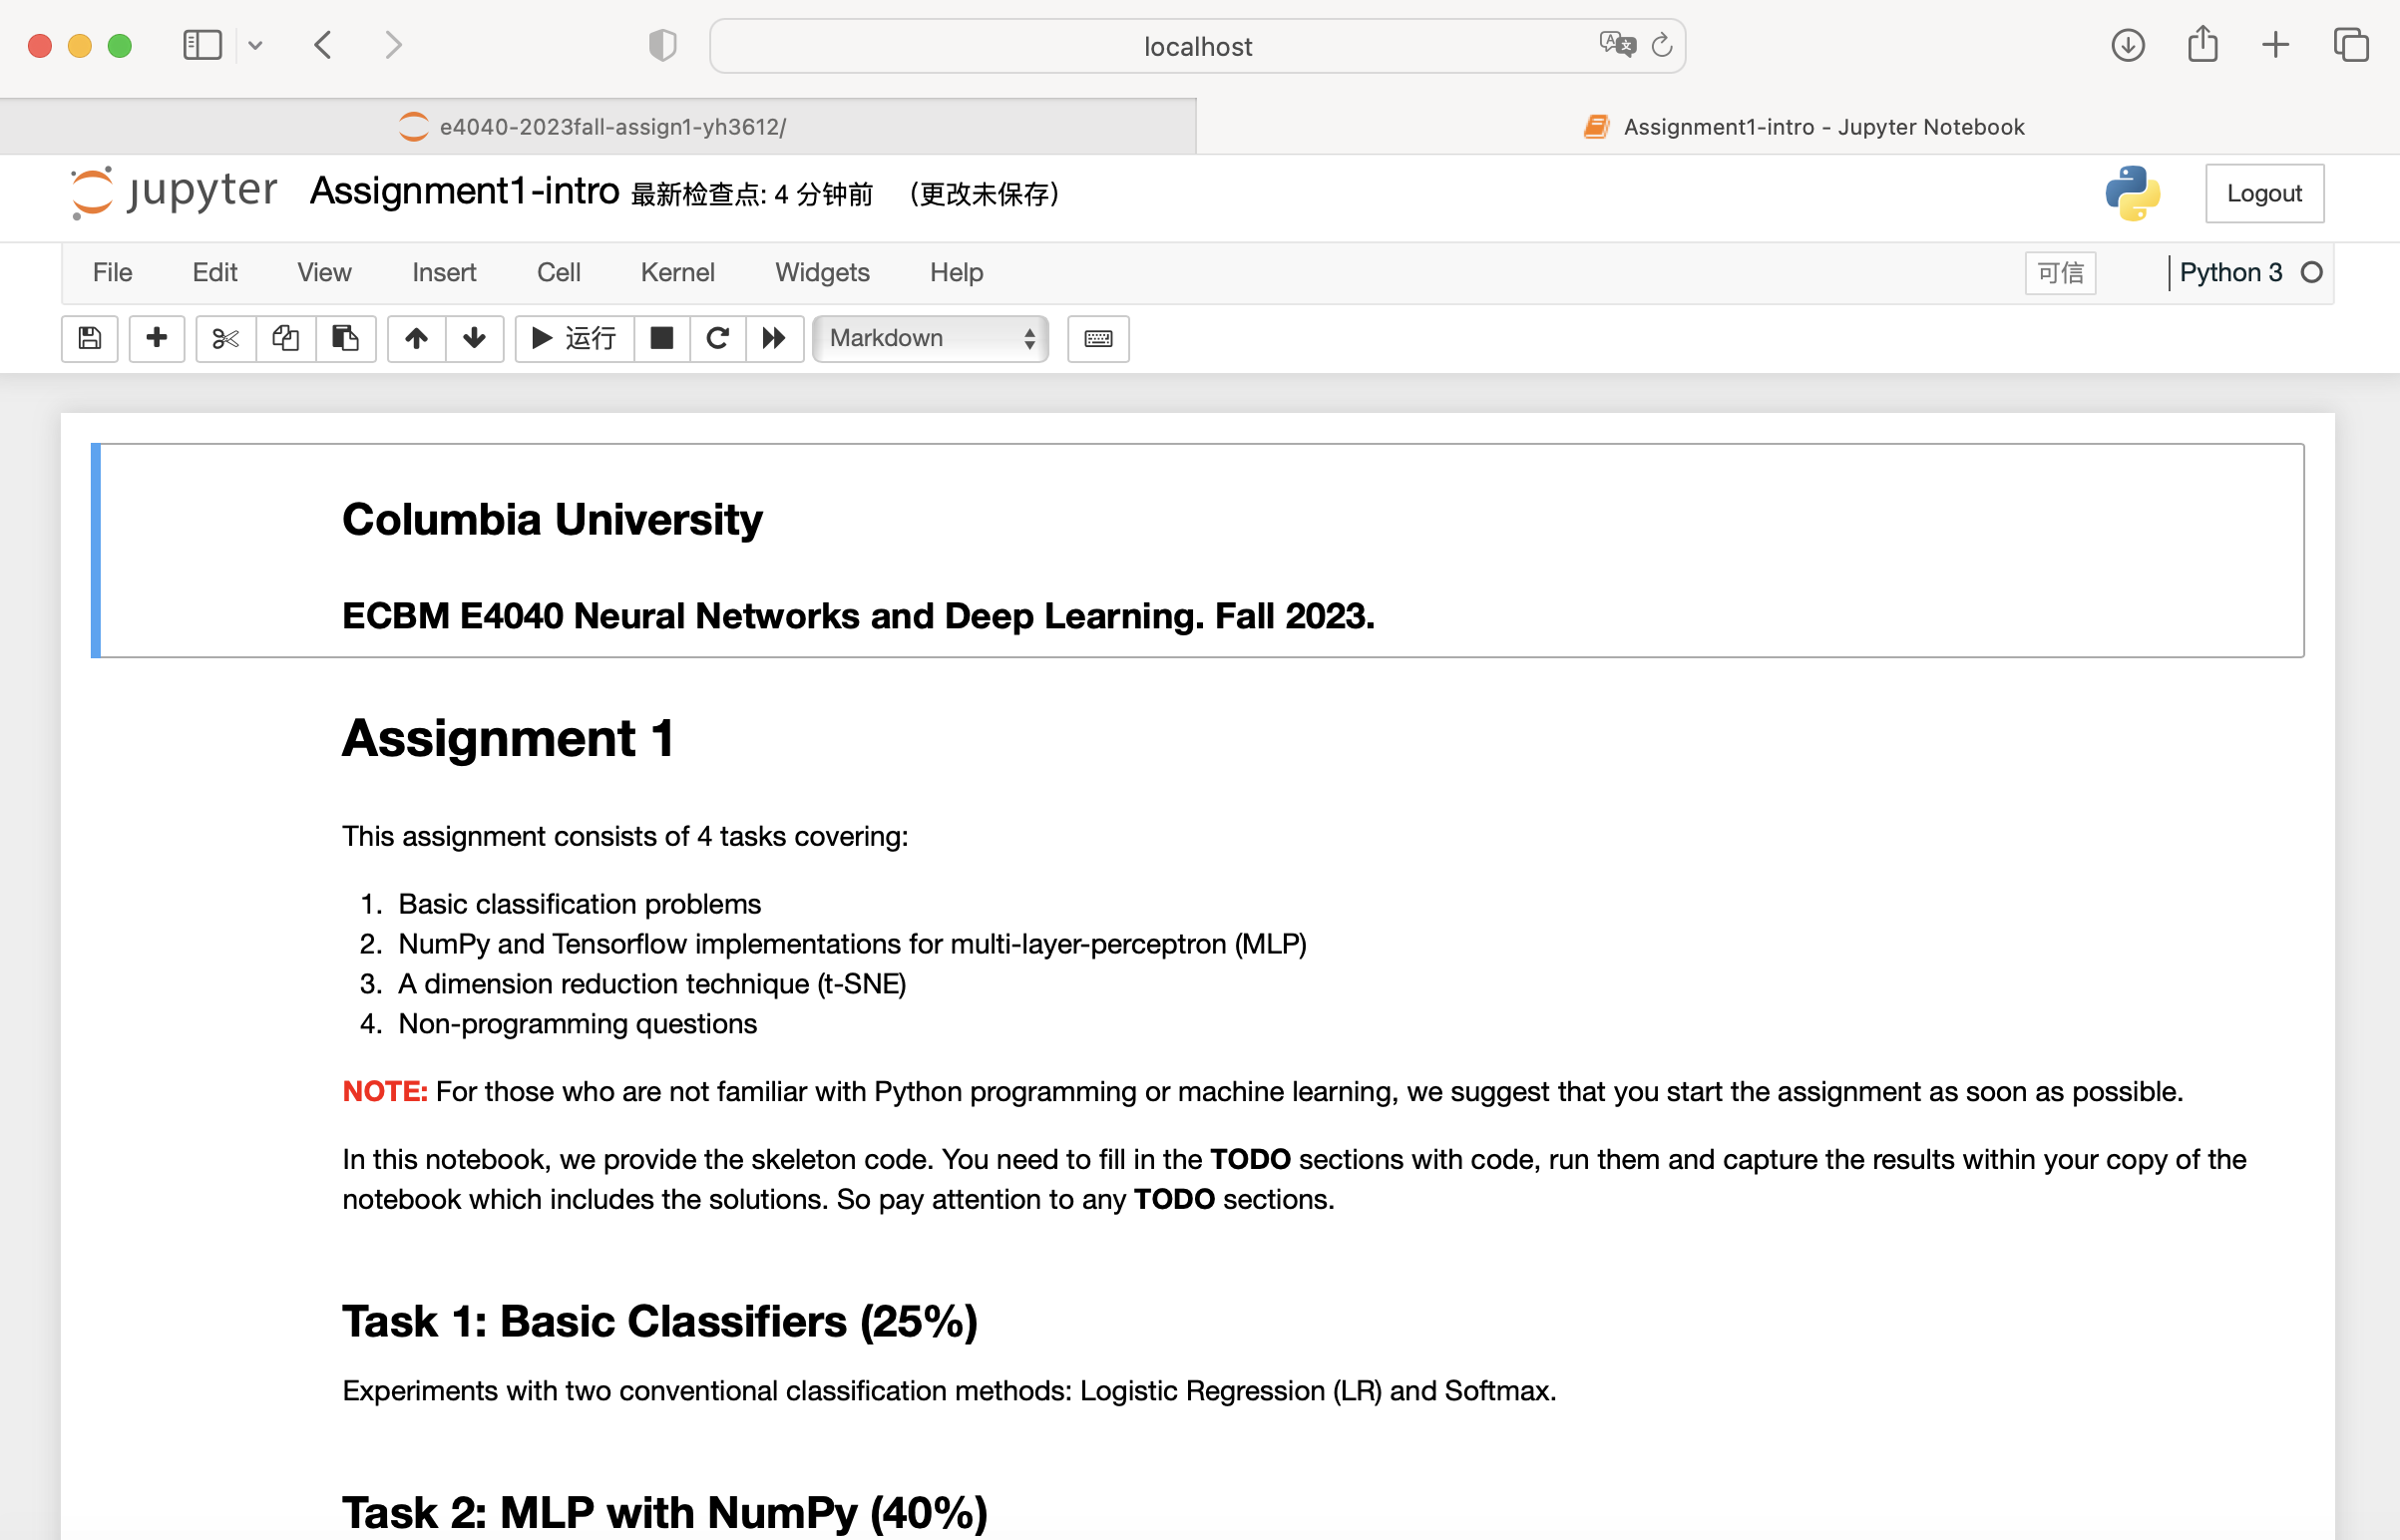 localhost
e4040-2023fall-assign1-yh3612/
Assignment1-intro - Jupyter Notebook
jupyter Assignment1-intro 最新检查点: 4 分钟前 （更改未保存）
Logout
File Edit View Insert Cell Kernel Widgets Help 可信 Python 3
运行 Markdown
Columbia University
ECBM E4040 Neural Networks and Deep Learning. Fall 2023.
Assignment 1
This assignment consists of 4 tasks covering:
1. Basic classification problems
2. NumPy and Tensorflow implementations for multi-layer-perceptron (MLP)
3. A dimension reduction technique (t-SNE)
4. Non-programming questions
NOTE: For those who are not familiar with Python programming or machine learning, we suggest that you start the assignment as soon as possible.
In this notebook, we provide the skeleton code. You need to fill in the TODO sections with code, run them and capture the results within your copy of the
notebook which includes the solutions. So pay attention to any TODO sections.
Task 1: Basic Classifiers (25%)
Experiments with two conventional classification methods: Logistic Regression (LR) and Softmax.
Task 2: MLP with NumPy (40%)